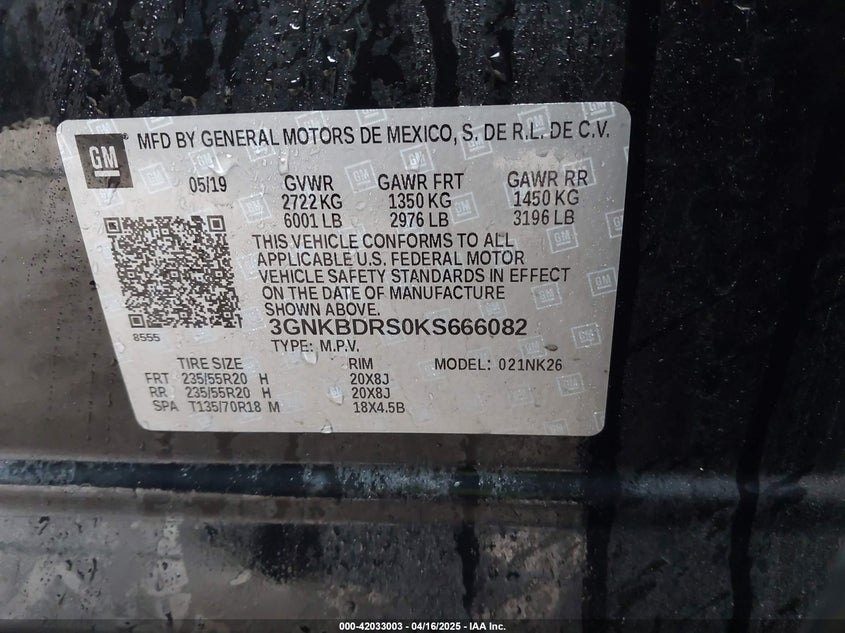 GM
MFD BY GENERAL MOTORS DE MEXICO, S. DE R.L. DE C.V.
05/19 GVWR GAWR FRT GAWR RR
2722 KG 1350 KG 1450 KG
6001 LB 2976 LB 3196 LB
THIS VEHICLE CONFORMS TO ALL
APPLICABLE U.S. FEDERAL MOTOR
VEHICLE SAFETY STANDARDS IN EFFECT
ON THE DATE OF MANUFACTURE
SHOWN ABOVE.
8555
3GNKBDRS0KS666082
TYPE: M.P.V.
TIRE SIZE RIM MODEL: 021NK26
FRT 235/55R20 H 20X8J
RR 235/55R20 H 20X8J
SPA T135/70R18 M 18X4.5B
000-42033003 - 04/16/2025 - IAA Inc.